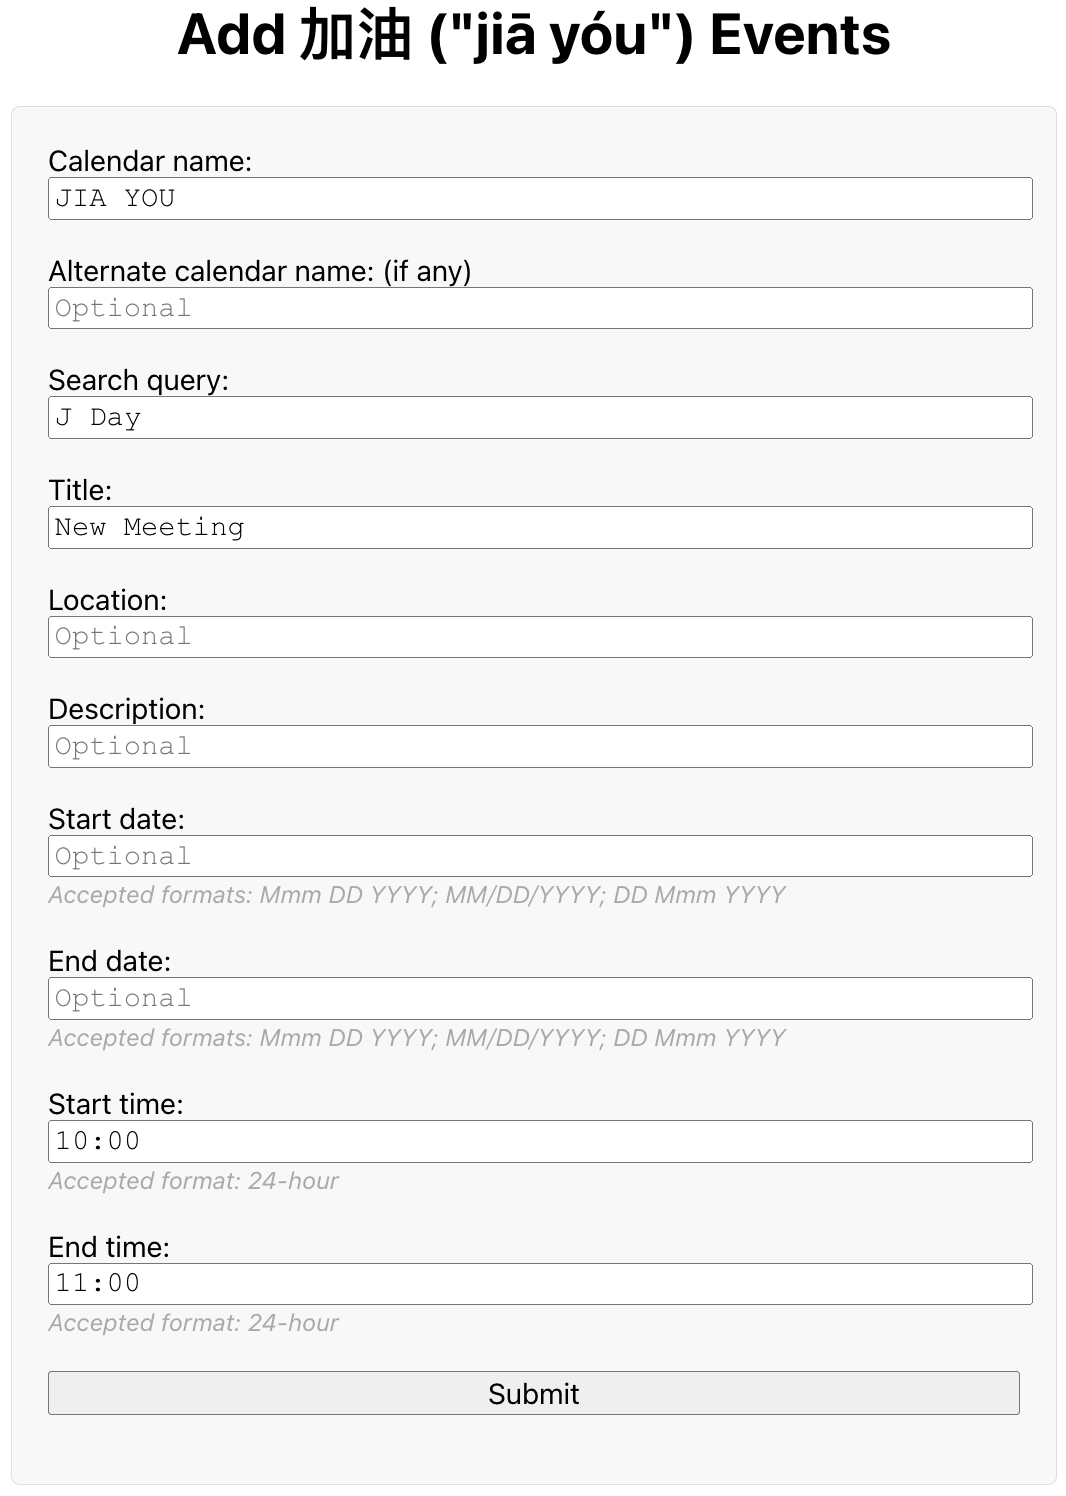 Add 加油 ("jiā yóu") Events
Calendar name:
JIA YOU
Alternate calendar name: (if any)
Optional
Search query:
J Day
Title:
New Meeting
Location:
Optional
Description:
Optional
Start date:
Optional
Accepted formats: Mmm DD YYYY; MM/DD/YYYY; DD Mmm YYYY
End date:
Optional
Accepted formats: Mmm DD YYYY; MM/DD/YYYY; DD Mmm YYYY
Start time:
10:00
Accepted format: 24-hour
End time:
11:00
Accepted format: 24-hour
Submit